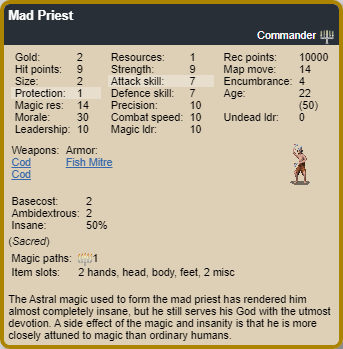 Mad Priest
Commander
Gold: 2 Resources: 1 Rec points: 10000
Hit points: 9 Strength: 9 Map move: 14
Size: 2 Attack skill: 7 Encumbrance: 4
Protection: 1 Defence skill: 7 Age: 22
Magic res: 14 Precision: 10 (50)
Morale: 30 Combat speed: 10 Undead ldr: 0
Leadership: 10 Magic ldr: 10
Weapons: Armor:
Cod Fish Mitre
Cod
Basecost: 2
Ambidextrous: 2
Insane: 50%
(Sacred)
Magic paths: 1
Item slots: 2 hands, head, body, feet, 2 misc
The Astral magic used to form the mad priest has rendered him
almost completely insane, but he still serves his God with the utmost
devotion. A side effect of the magic and insanity is that he is more
closely attuned to magic than ordinary humans.